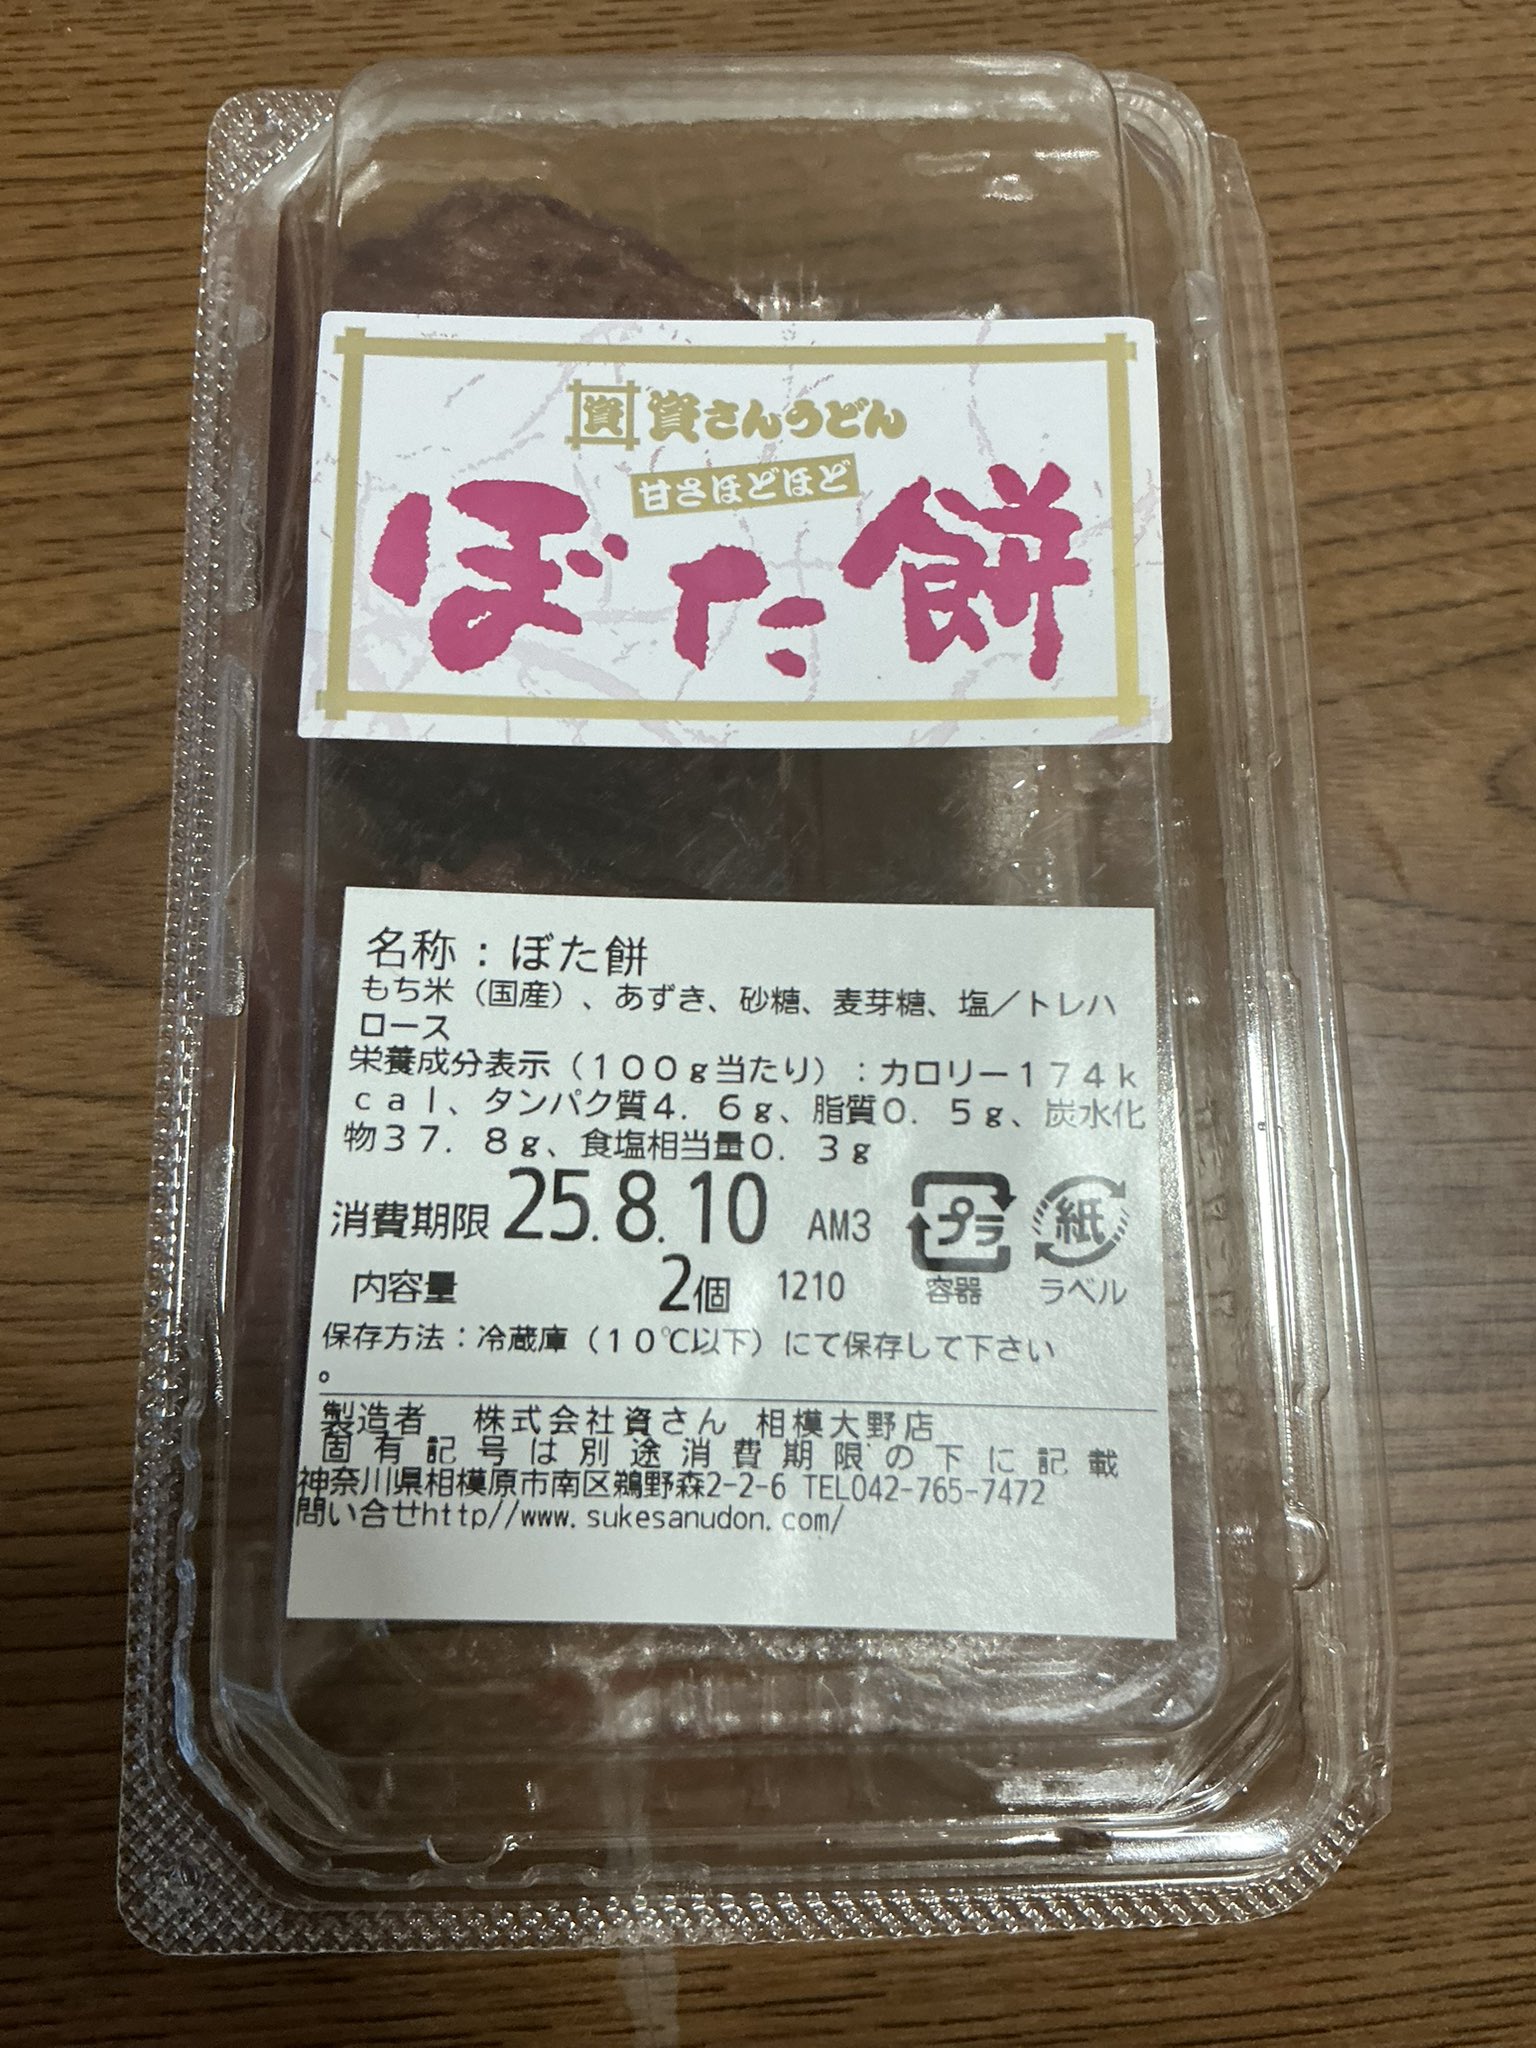 資 資さんうどん
甘さほどほど
ぼた餅
名称：ぼた餅
もち米（国産）、あずき、砂糖、麦芽糖、塩／トレハ
ロース
栄養成分表示（１００ｇ当たり）：カロリー１７４ｋ
ｃａｌ、タンパク質４．６ｇ、脂質０．５ｇ、炭水化
物３７．８ｇ、食塩相当量０．３ｇ
消費期限 25.8.10 AM3 プラ 紙
内容量 2個 1210 容器 ラベル
保存方法：冷蔵庫（１０℃以下）にて保存して下さい
。
製造者 株式会社資さん 相模大野店
固有記号は別途消費期限の下に記載
神奈川県相模原市南区鵜野森2-2-6 TEL042-765-7472
問い合せhttp//www.sukesanudon.com/